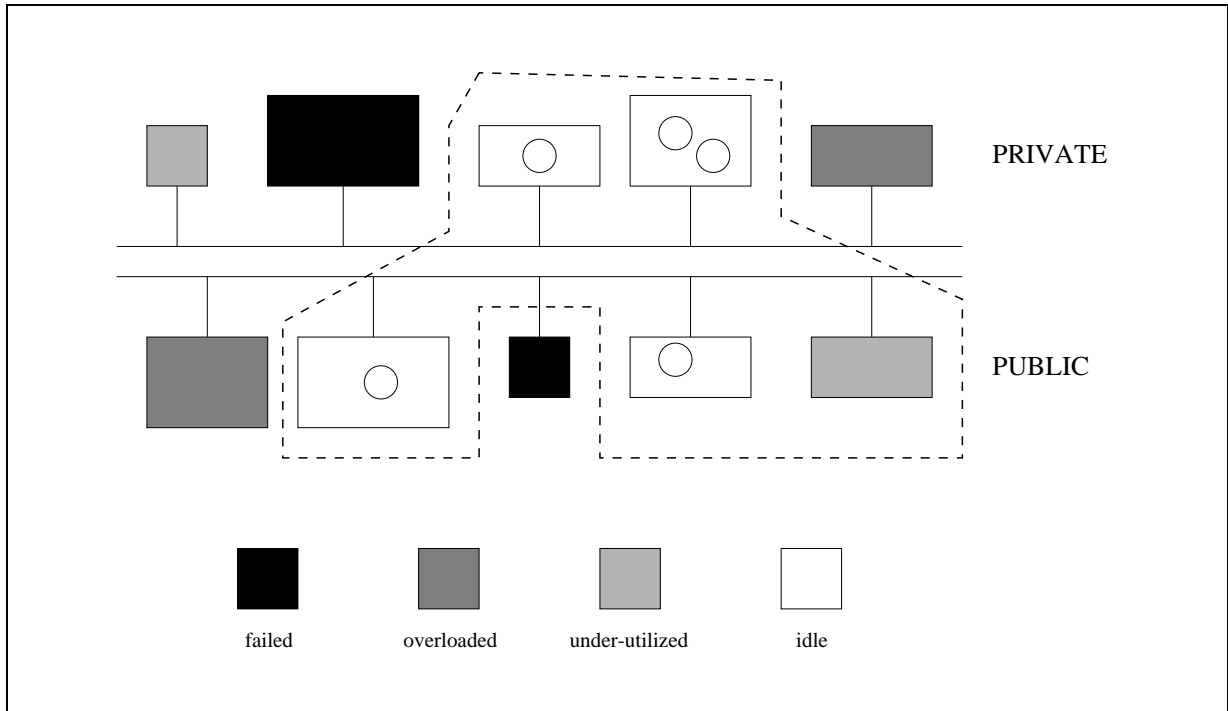 PRIVATE
PUBLIC
failed
overloaded
under-utilized
idle